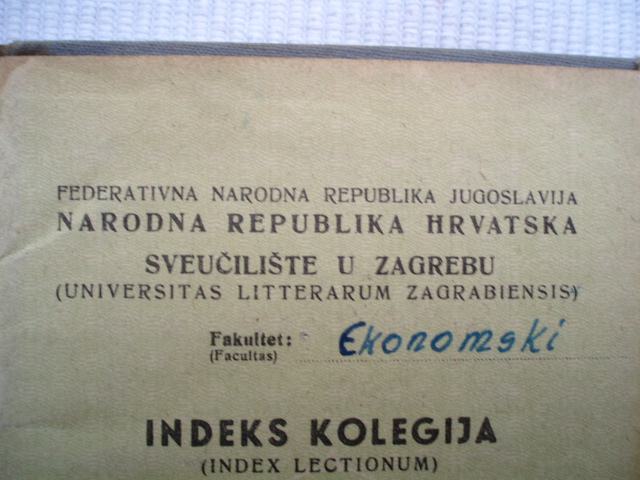 FEDERATIVNA NARODNA REPUBLIKA JUGOSLAVIJA
NARODNA REPUBLIKA HRVATSKA
SVEUČILIŠTE U ZAGREBU
(UNIVERSITAS LITTERARUM ZAGRABIENSIS)
Fakultet: Ekonomski
(Facultas)
INDEKS KOLEGIJA
(INDEX LECTIONUM)